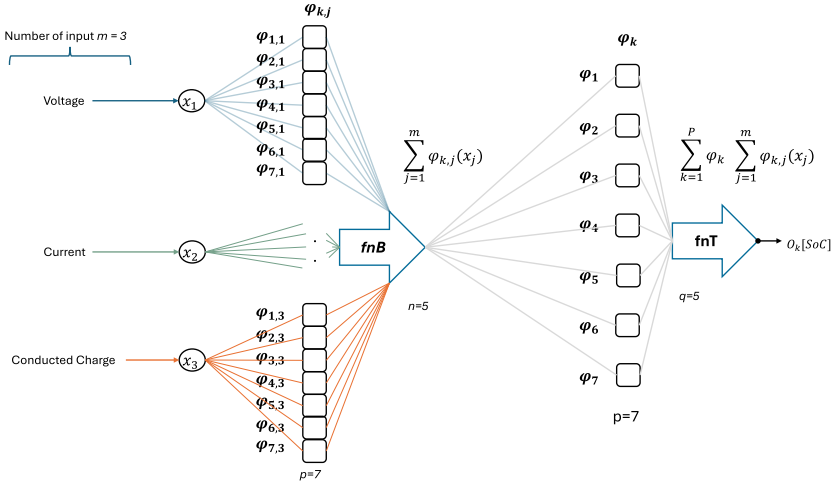 Number of input m = 3
φk,j
φ1,1
φ2,1
φ3,1
φ4,1
φ5,1
φ6,1
φ7,1
Voltage
x1
Current
x2
.
.
fnB
n=5
∑ j=1 m φk,j(xj)
Conducted Charge
x3
φ1,3
φ2,3
φ3,3
φ4,3
φ5,3
φ6,3
φ7,3
p=7
φk
φ1
φ2
φ3
φ4
φ5
φ6
φ7
p=7
∑ k=1 P φk ∑ j=1 m φk,j(xj)
fnT
q=5
Ok[SoC]